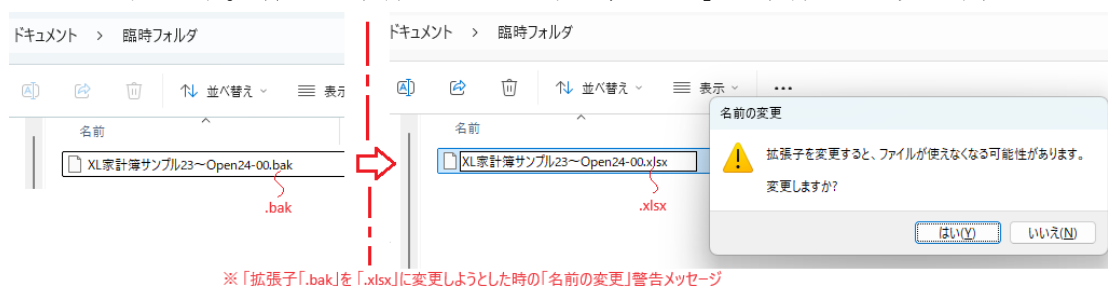 ドキュメント > 臨時フォルダ
並べ替え 表示
名前
XL家計簿サンプル23～Open24-00.bak
.bak
ドキュメント > 臨時フォルダ
並べ替え 表示 ...
名前
XL家計簿サンプル23～Open24-00.xlsx
.xlsx
名前の変更
拡張子を変更すると、ファイルが使えなくなる可能性があります。
変更しますか?
はい(Y) いいえ(N)
※「拡張子「.bak」を「.xlsx」に変更しようとした時の「名前の変更」警告メッセージ